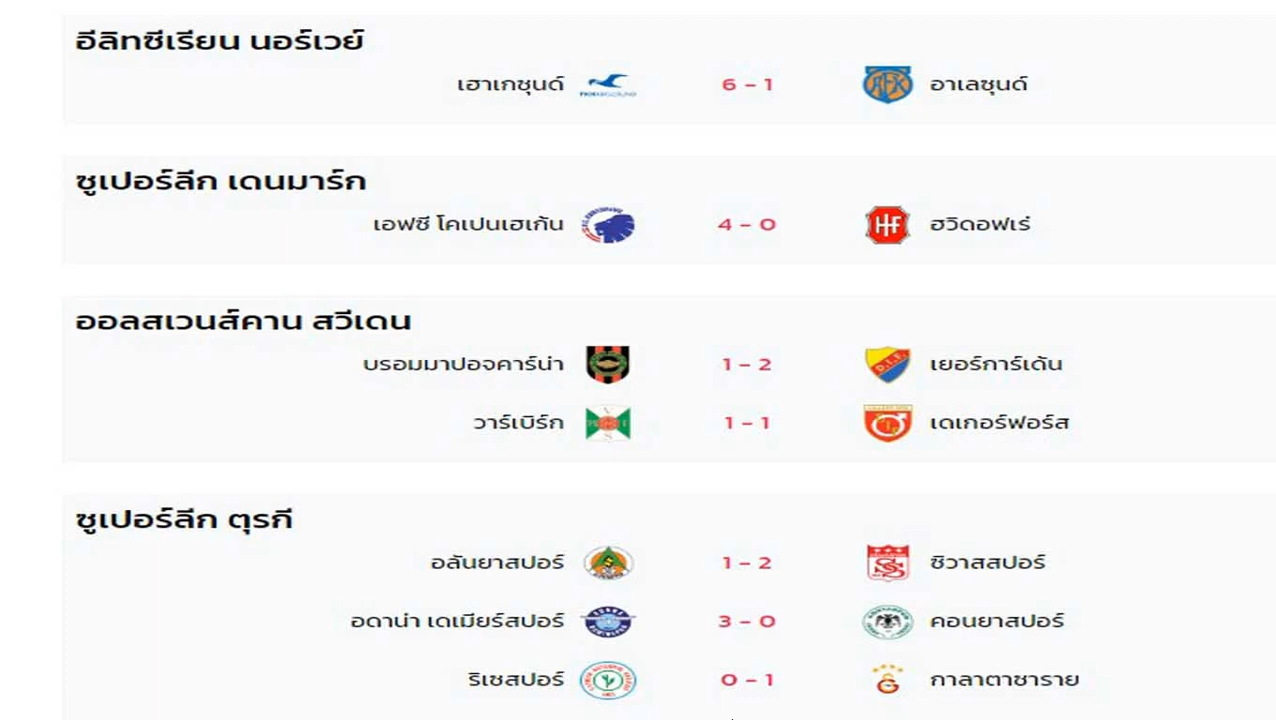 อีลิทซีเรียน นอร์เวย์
เฮาเกซุนด์ 6 - 1 อาเลซุนด์
ซูเปอร์ลีก เดนมาร์ก
เอฟซี โคเปนเฮเก้น 4 - 0 HIF ฮวิดอฟเร่
ออลสเวนส์คาน สวีเดน
บรอมมาปอจคาร์น่า 1 - 2 D.I.F. เยอร์การ์เด้น
วาร์เบิร์ก 1 - 1 เดเกอร์ฟอร์ส
ซูเปอร์ลีก ตุรกี
อลันยาสปอร์ 1 - 2 ซิวาสสปอร์
อดาน่า เดเมียร์สปอร์ 3 - 0 คอนยาสปอร์
ริเซสปอร์ 0 - 1 กาลาตาซาราย